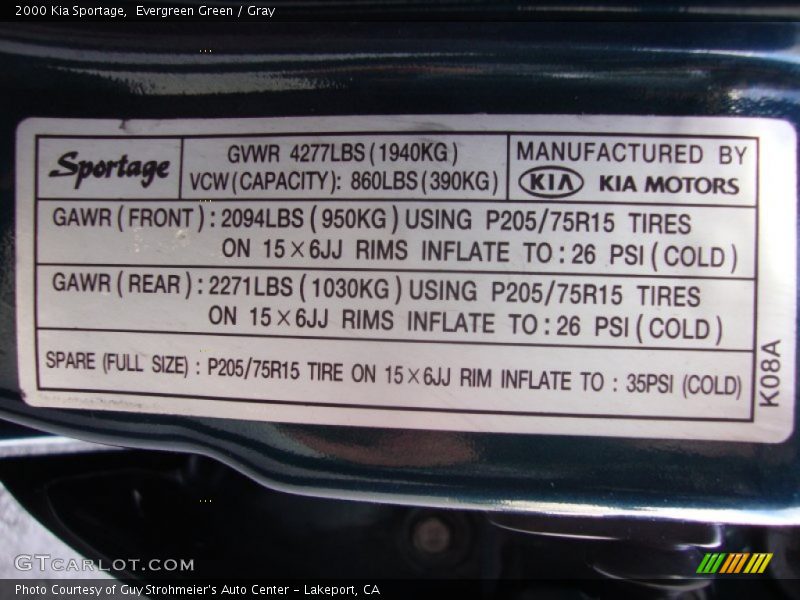 2000 Kia Sportage, Evergreen Green / Gray
Sportage
GVWR 4277LBS (1940KG)
VCW (CAPACITY): 860LBS (390KG)
MANUFACTURED BY
KIA KIA MOTORS
GAWR (FRONT) : 2094LBS (950KG) USING P205/75R15 TIRES
ON 15×6JJ RIMS INFLATE TO : 26 PSI (COLD)
GAWR (REAR) : 2271LBS (1030KG) USING P205/75R15 TIRES
ON 15×6JJ RIMS INFLATE TO : 26 PSI (COLD)
SPARE (FULL SIZE) : P205/75R15 TIRE ON 15×6JJ RIM INFLATE TO : 35PSI (COLD)
K08A
GTCARLOT.COM
Photo Courtesy of Guy Strohmeier's Auto Center - Lakeport, CA